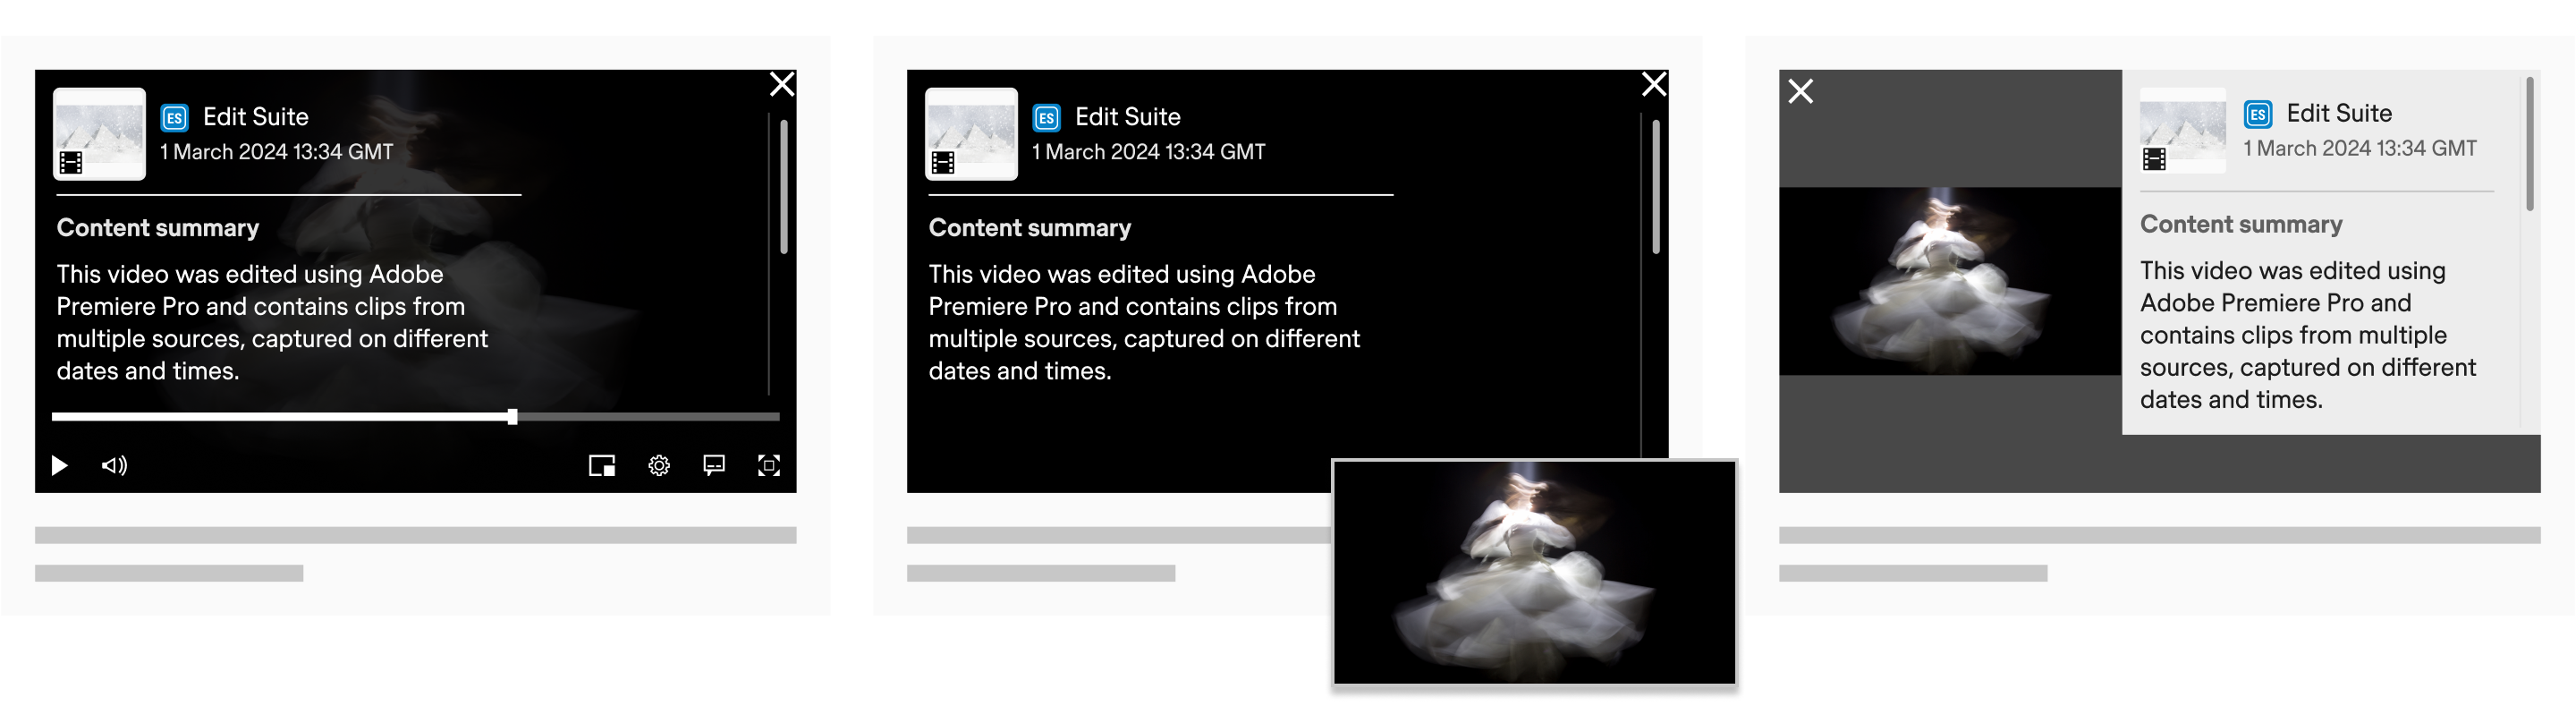 ES Edit Suite
1 March 2024 13:34 GMT
Content summary
This video was edited using Adobe
Premiere Pro and contains clips from
multiple sources, captured on different
dates and times.
ES Edit Suite
1 March 2024 13:34 GMT
Content summary
This video was edited using Adobe
Premiere Pro and contains clips from
multiple sources, captured on different
dates and times.
ES Edit Suite
1 March 2024 13:34 GMT
Content summary
This video was edited using
Adobe Premiere Pro and
contains clips from multiple
sources, captured on different
dates and times.